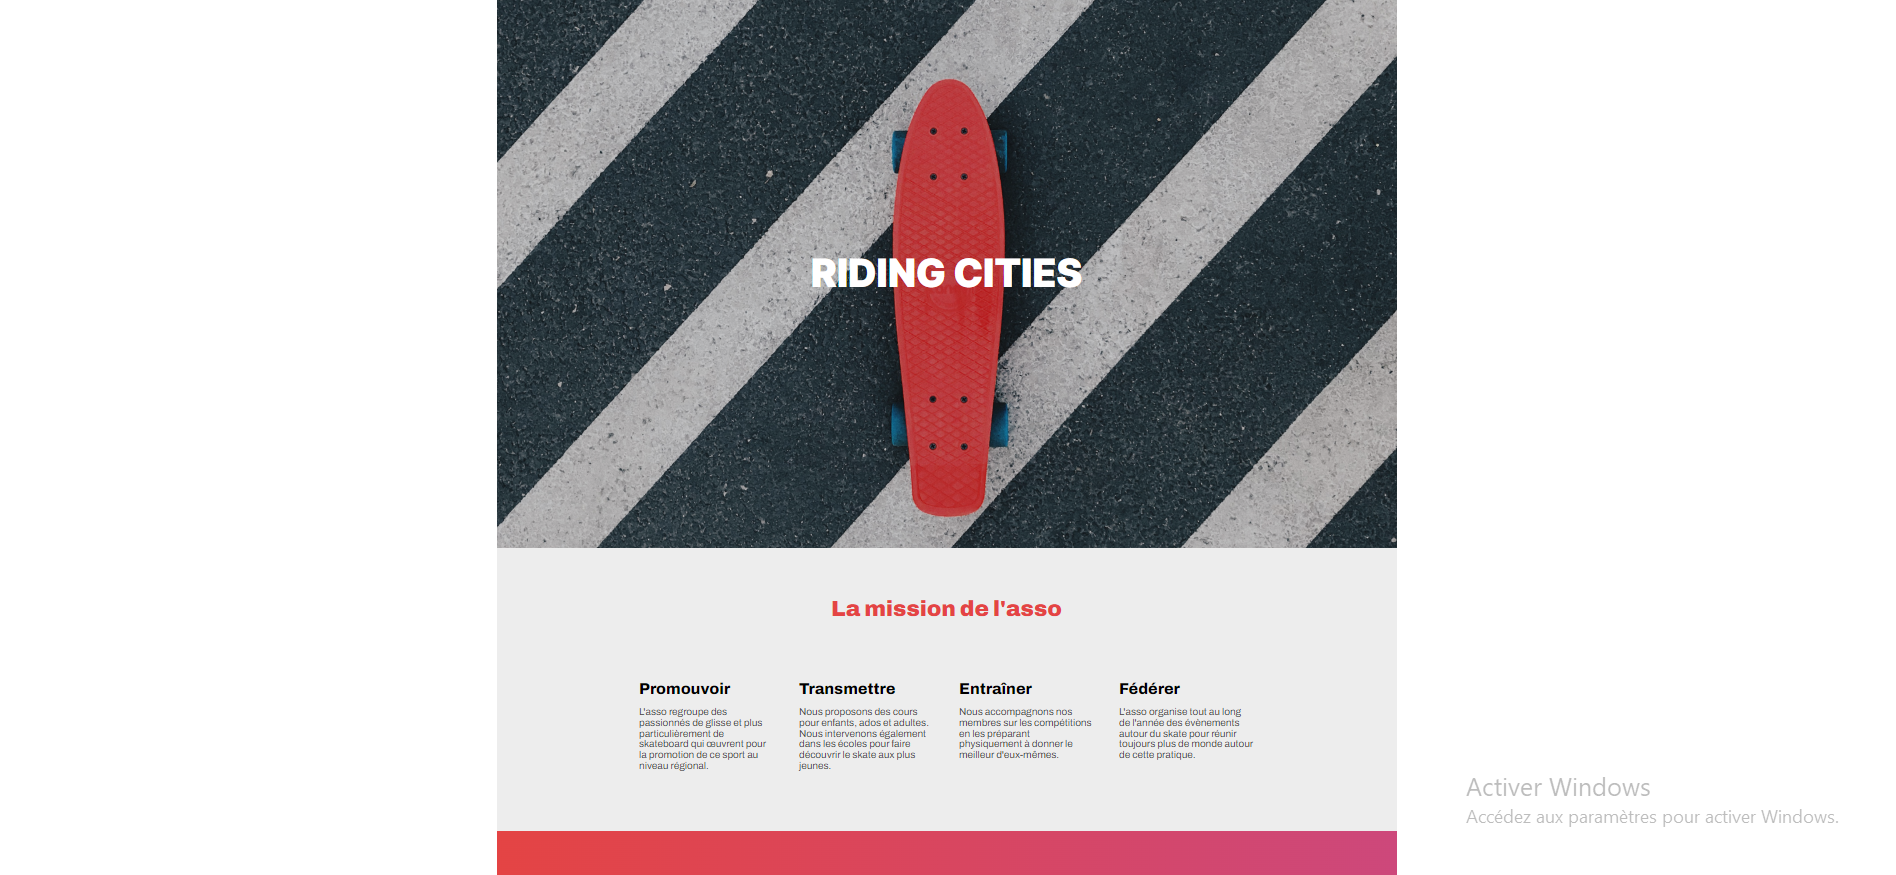 RIDING CITIES
La mission de l'asso
Promouvoir
L'asso regroupe des
passionnés de glisse et plus
particulièrement de
skateboard qui œuvrent pour
la promotion de ce sport au
niveau régional.
Transmettre
Nous proposons des cours
pour enfants, ados et adultes.
Nous intervenons également
dans les écoles pour faire
découvrir le skate aux plus
jeunes.
Entraîner
Nous accompagnons nos
membres sur les compétitions
en les préparant
physiquement à donner le
meilleur d'eux-mêmes.
Fédérer
L'asso organise tout au long
de l'année des évènements
autour du skate pour réunir
toujours plus de monde autour
de cette pratique.
Activer Windows
Accédez aux paramètres pour activer Windows.